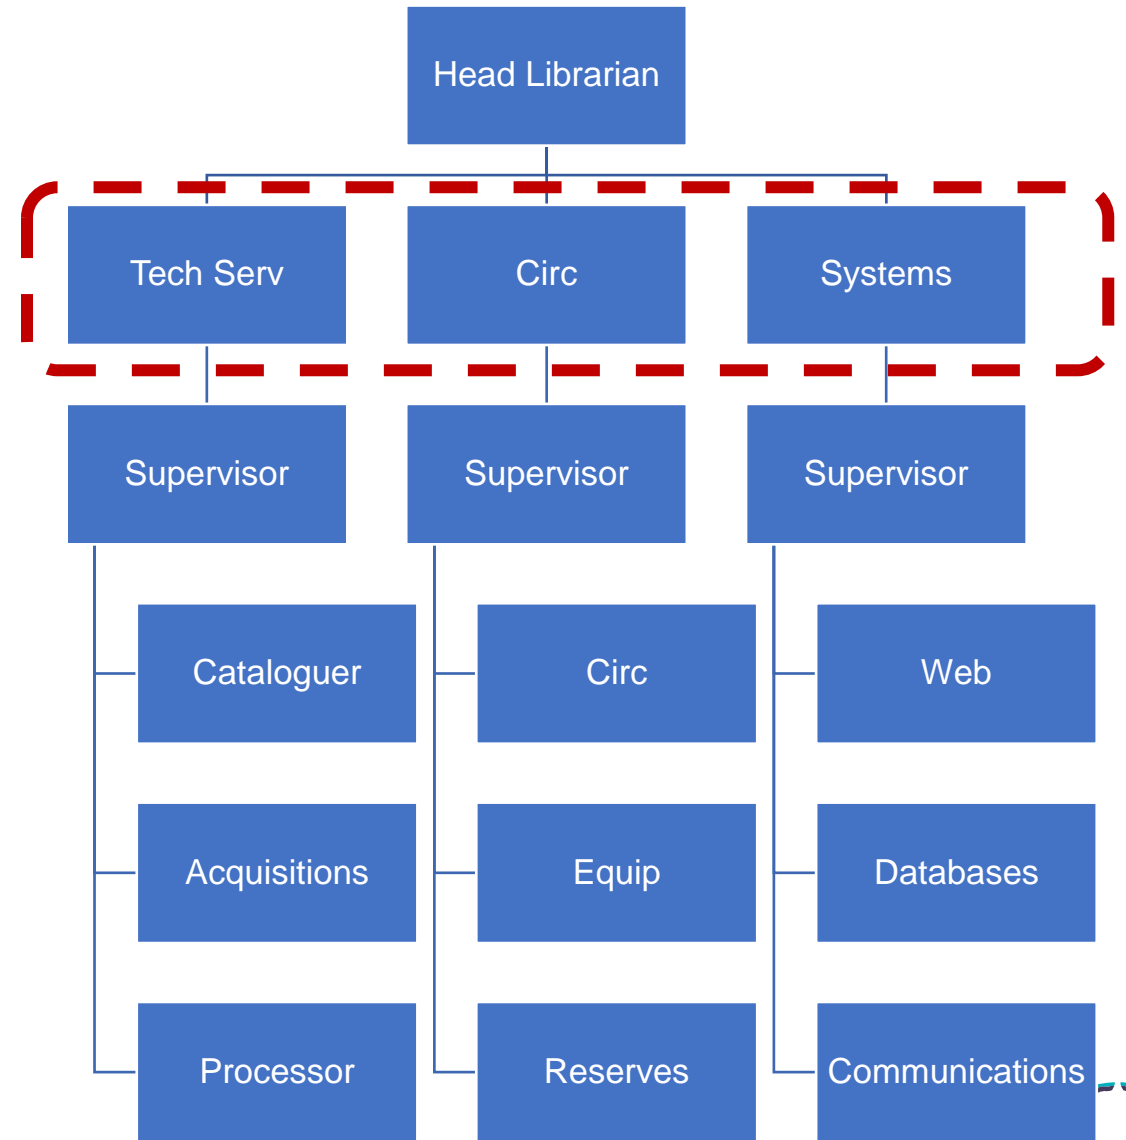 Head Librarian
Tech Serv
Circ
Systems
Supervisor
Supervisor
Supervisor
Cataloguer
Circ
Web
Acquisitions
Equip
Databases
Processor
Reserves
Communications